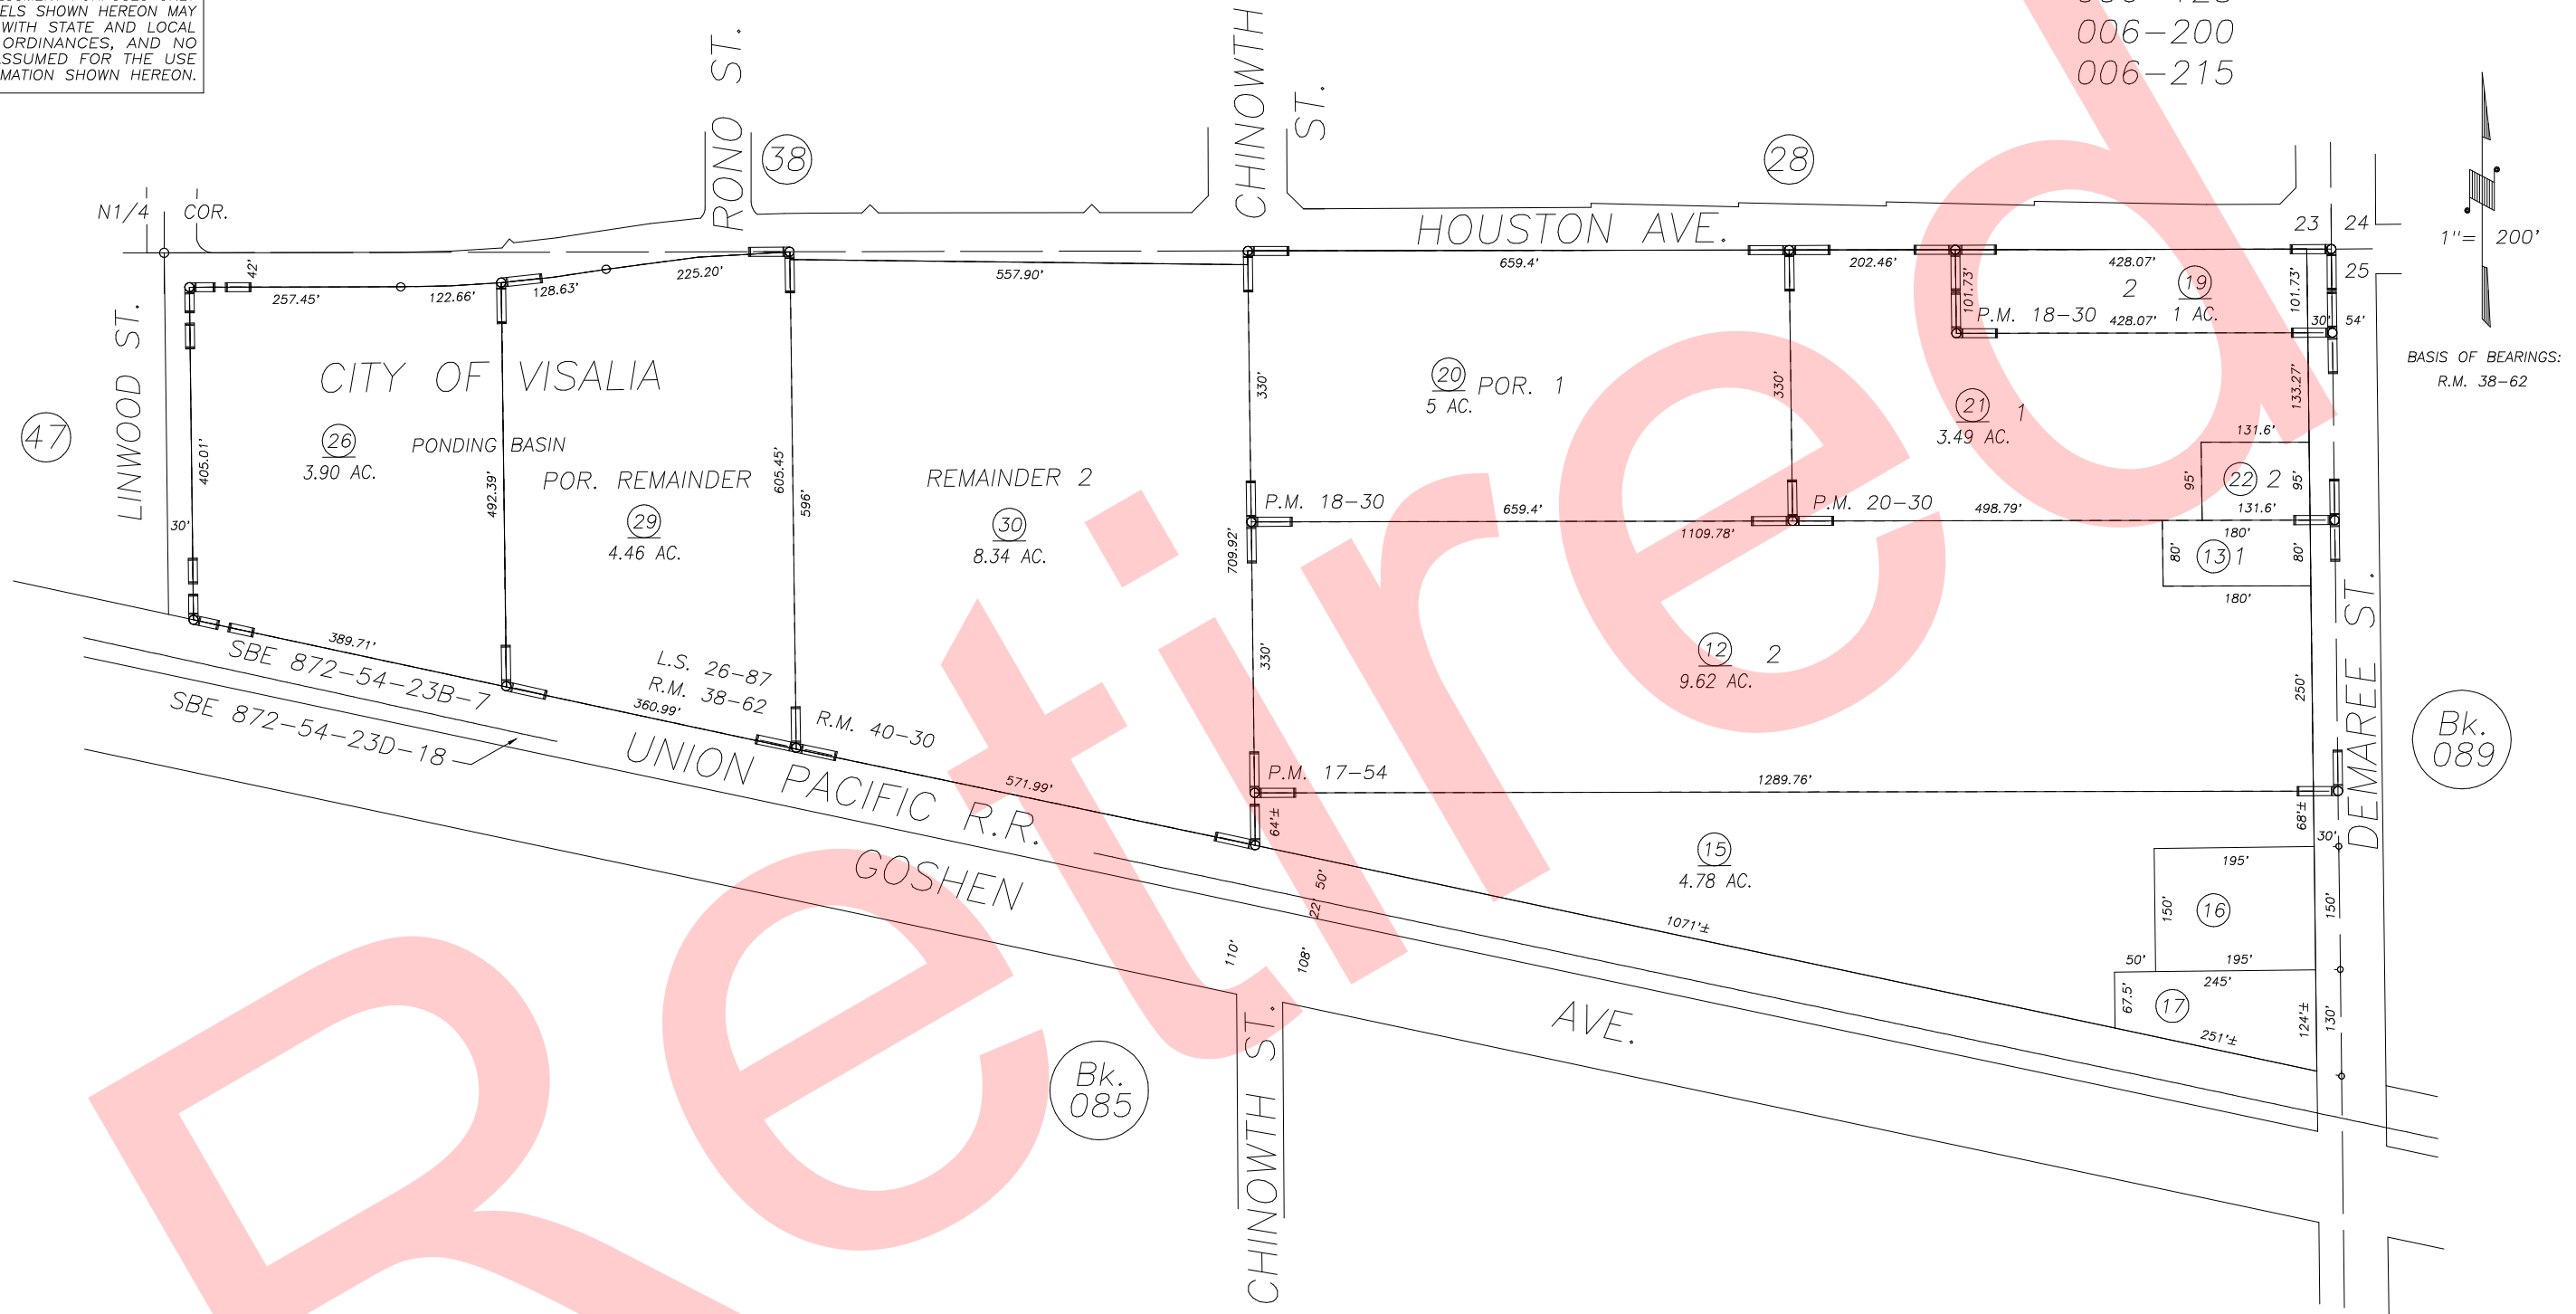 ELS SHOWN HEREON MAY
WITH STATE AND LOCAL
ORDINANCES, AND NO
ASSUMED FOR THE USE
MATION SHOWN HEREON.
006-200
006-215
RONO ST.
CHINOWTH ST.
38
28
N1/4 COR.
HOUSTON AVE.
23 24
25
1"= 200'
BASIS OF BEARINGS:
R.M. 38-62
42'
257.45'
122.66'
128.63'
225.20'
557.90'
659.4'
202.46'
428.07'
101.73'
101.73'
2
19
1 AC.
P.M. 18-30
428.07'
30'
54'
LINWOOD ST.
47
CITY OF VISALIA
26
3.90 AC.
PONDING BASIN
405.01'
30'
492.39'
POR. REMAINDER
29
4.46 AC.
605.45'
596'
REMAINDER 2
30
8.34 AC.
330'
20 POR. 1
5 AC.
330'
21 1
3.49 AC.
133.27'
131.6'
95'
22 2
95'
131.6'
P.M. 18-30
659.4'
P.M. 20-30
498.79'
709.92'
1109.78'
180'
80'
13 1
80'
180'
330'
12 2
9.62 AC.
250'
DEMAREE ST.
Bk.
089
389.71'
SBE 872-54-23B-7
SBE 872-54-23D-18
L.S. 26-87
R.M. 38-62
360.99'
R.M. 40-30
UNION PACIFIC R.R.
571.99'
P.M. 17-54
1289.76'
64'±
68'±
30'
15
4.78 AC.
195'
150'
16
150'
GOSHEN AVE.
50'
22'
110'
108'
1071'±
50'
195'
245'
67.5'
17
124'±
130'
251'±
Bk.
085
CHINOWTH ST.
Retired